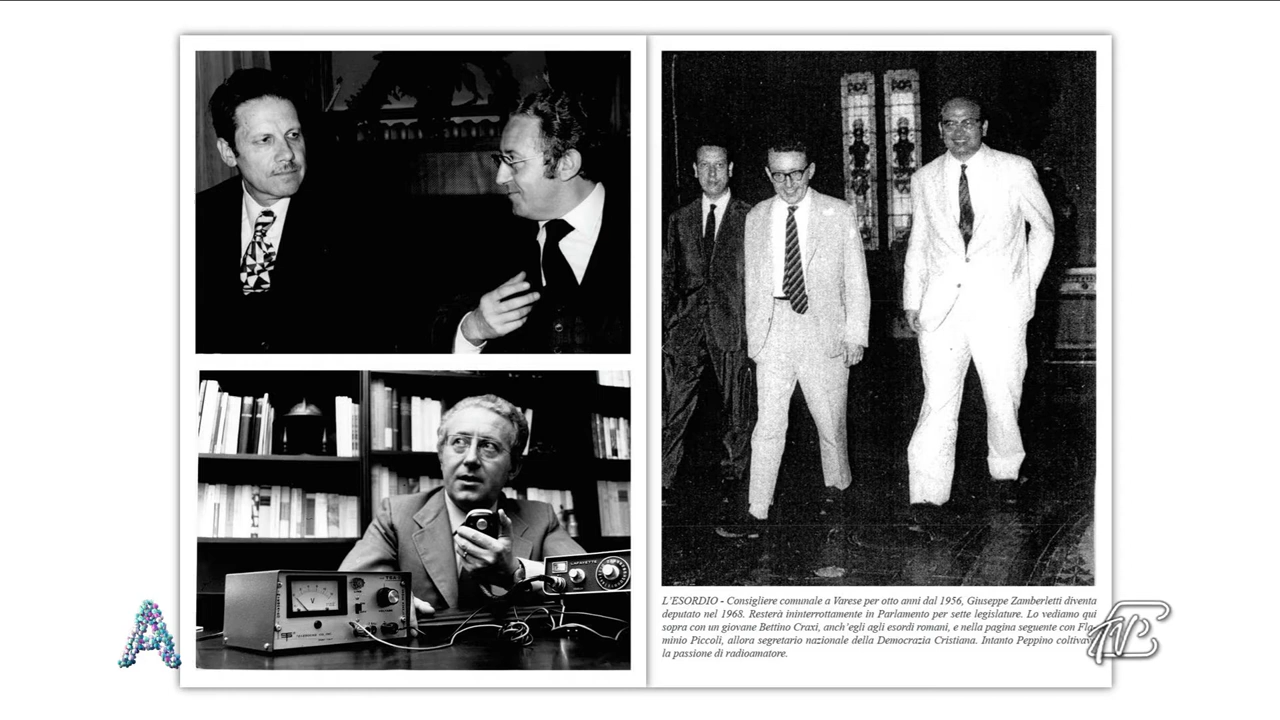 LAFAYETTE
L'ESORDIO - Consigliere comunale a Varese per otto anni dal 1956, Giuseppe Zamberletti diventa
deputato nel 1968. Resterà ininterrottamente in Parlamento per sette legislature. Lo vediamo qui
sopra con un giovane Bettino Craxi, anch'egli agli esordi romani, e nella pagina seguente con Fla-
minio Piccoli, allora segretario nazionale della Democrazia Cristiana. Intanto Peppino coltivava
la passione di radioamatore.
A